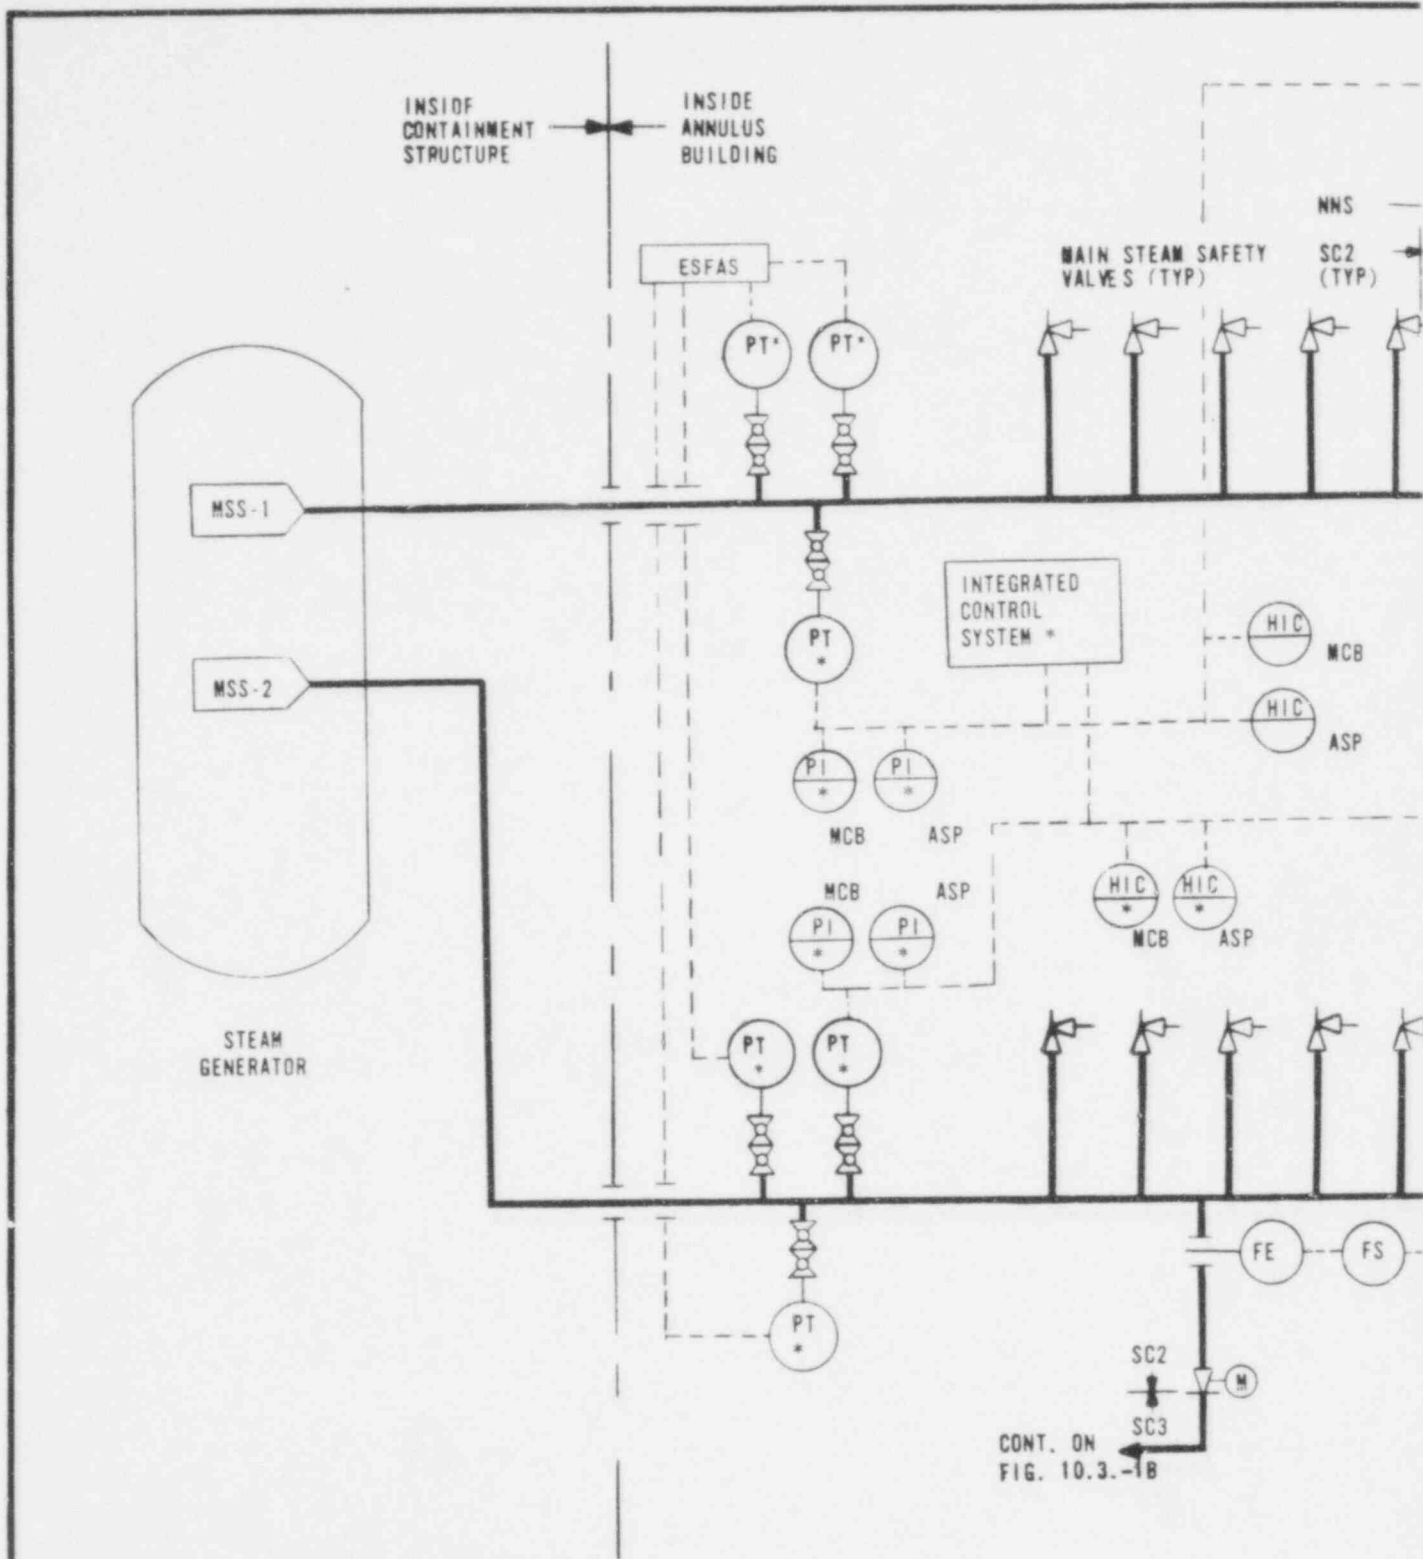 INSIDE
CONTAINMENT
STRUCTURE
INSIDE
ANNULUS
BUILDING
NNS
MAIN STEAM SAFETY
VALVES (TYP)
SC2
(TYP)
ESFAS
PT*
PT*
MSS-1
INTEGRATED
CONTROL
SYSTEM *
PT
*
HIC
MCB
MSS-2
HIC
ASP
PI
*
PI
*
MCB
ASP
MCB
ASP
HIC
*
HIC
*
MCB
ASP
PI
*
PI
*
STEAM
GENERATOR
PT
*
PT
*
FE
FS
PT
*
SC2
M
SC3
CONT. ON
FIG. 10.3.-1B